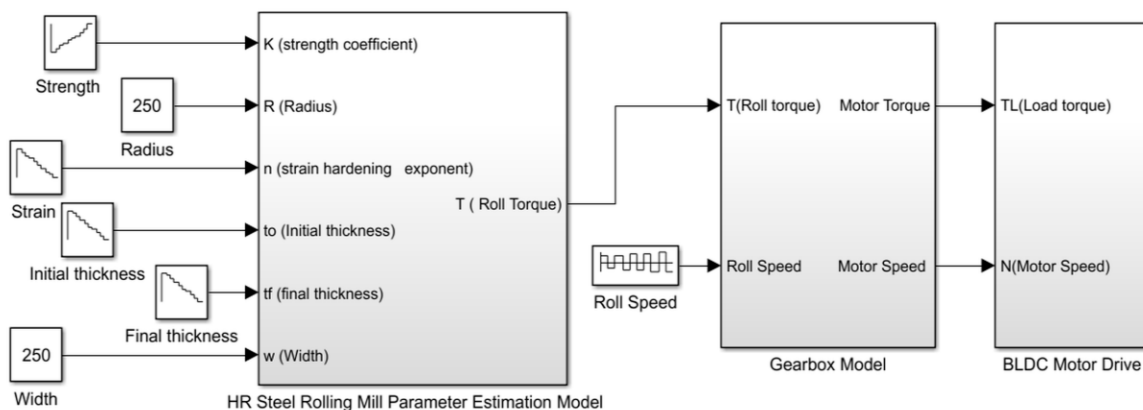 K (strength coefficient)
Strength
250
R (Radius)
Radius
n (strain hardening exponent)
Strain
T ( Roll Torque)
to (Initial thickness)
Initial thickness
tf (final thickness)
Final thickness
250
w (Width)
Width
HR Steel Rolling Mill Parameter Estimation Model
Roll Speed
T(Roll torque)
Motor Torque
Roll Speed
Motor Speed
Gearbox Model
TL(Load torque)
N(Motor Speed)
BLDC Motor Drive